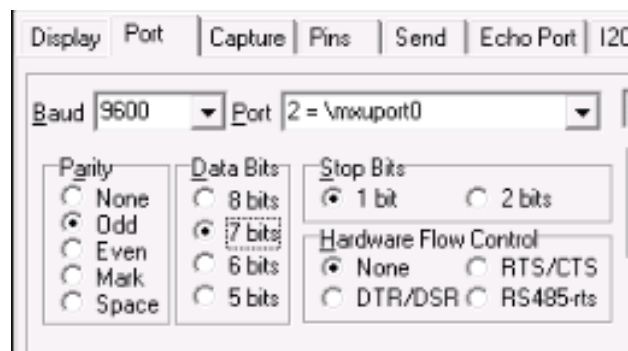 Display Port Capture Pins Send Echo Port I2C
Baud 9600 Port 2 = \mxuport0
Parity
None
Odd
Even
Mark
Space
Data Bits
8 bits
7 bits
6 bits
5 bits
Stop Bits
1 bit 2 bits
Hardware Flow Control
None RTS/CTS
DTR/DSR RS485-rts